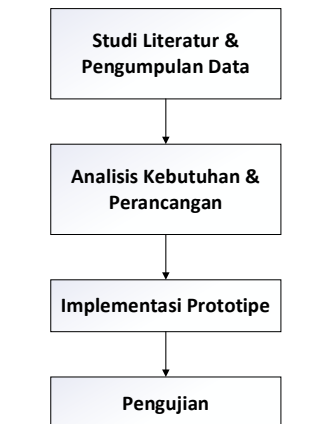 Studi Literatur &
Pengumpulan Data
Analisis Kebutuhan &
Perancangan
Implementasi Prototipe
Pengujian